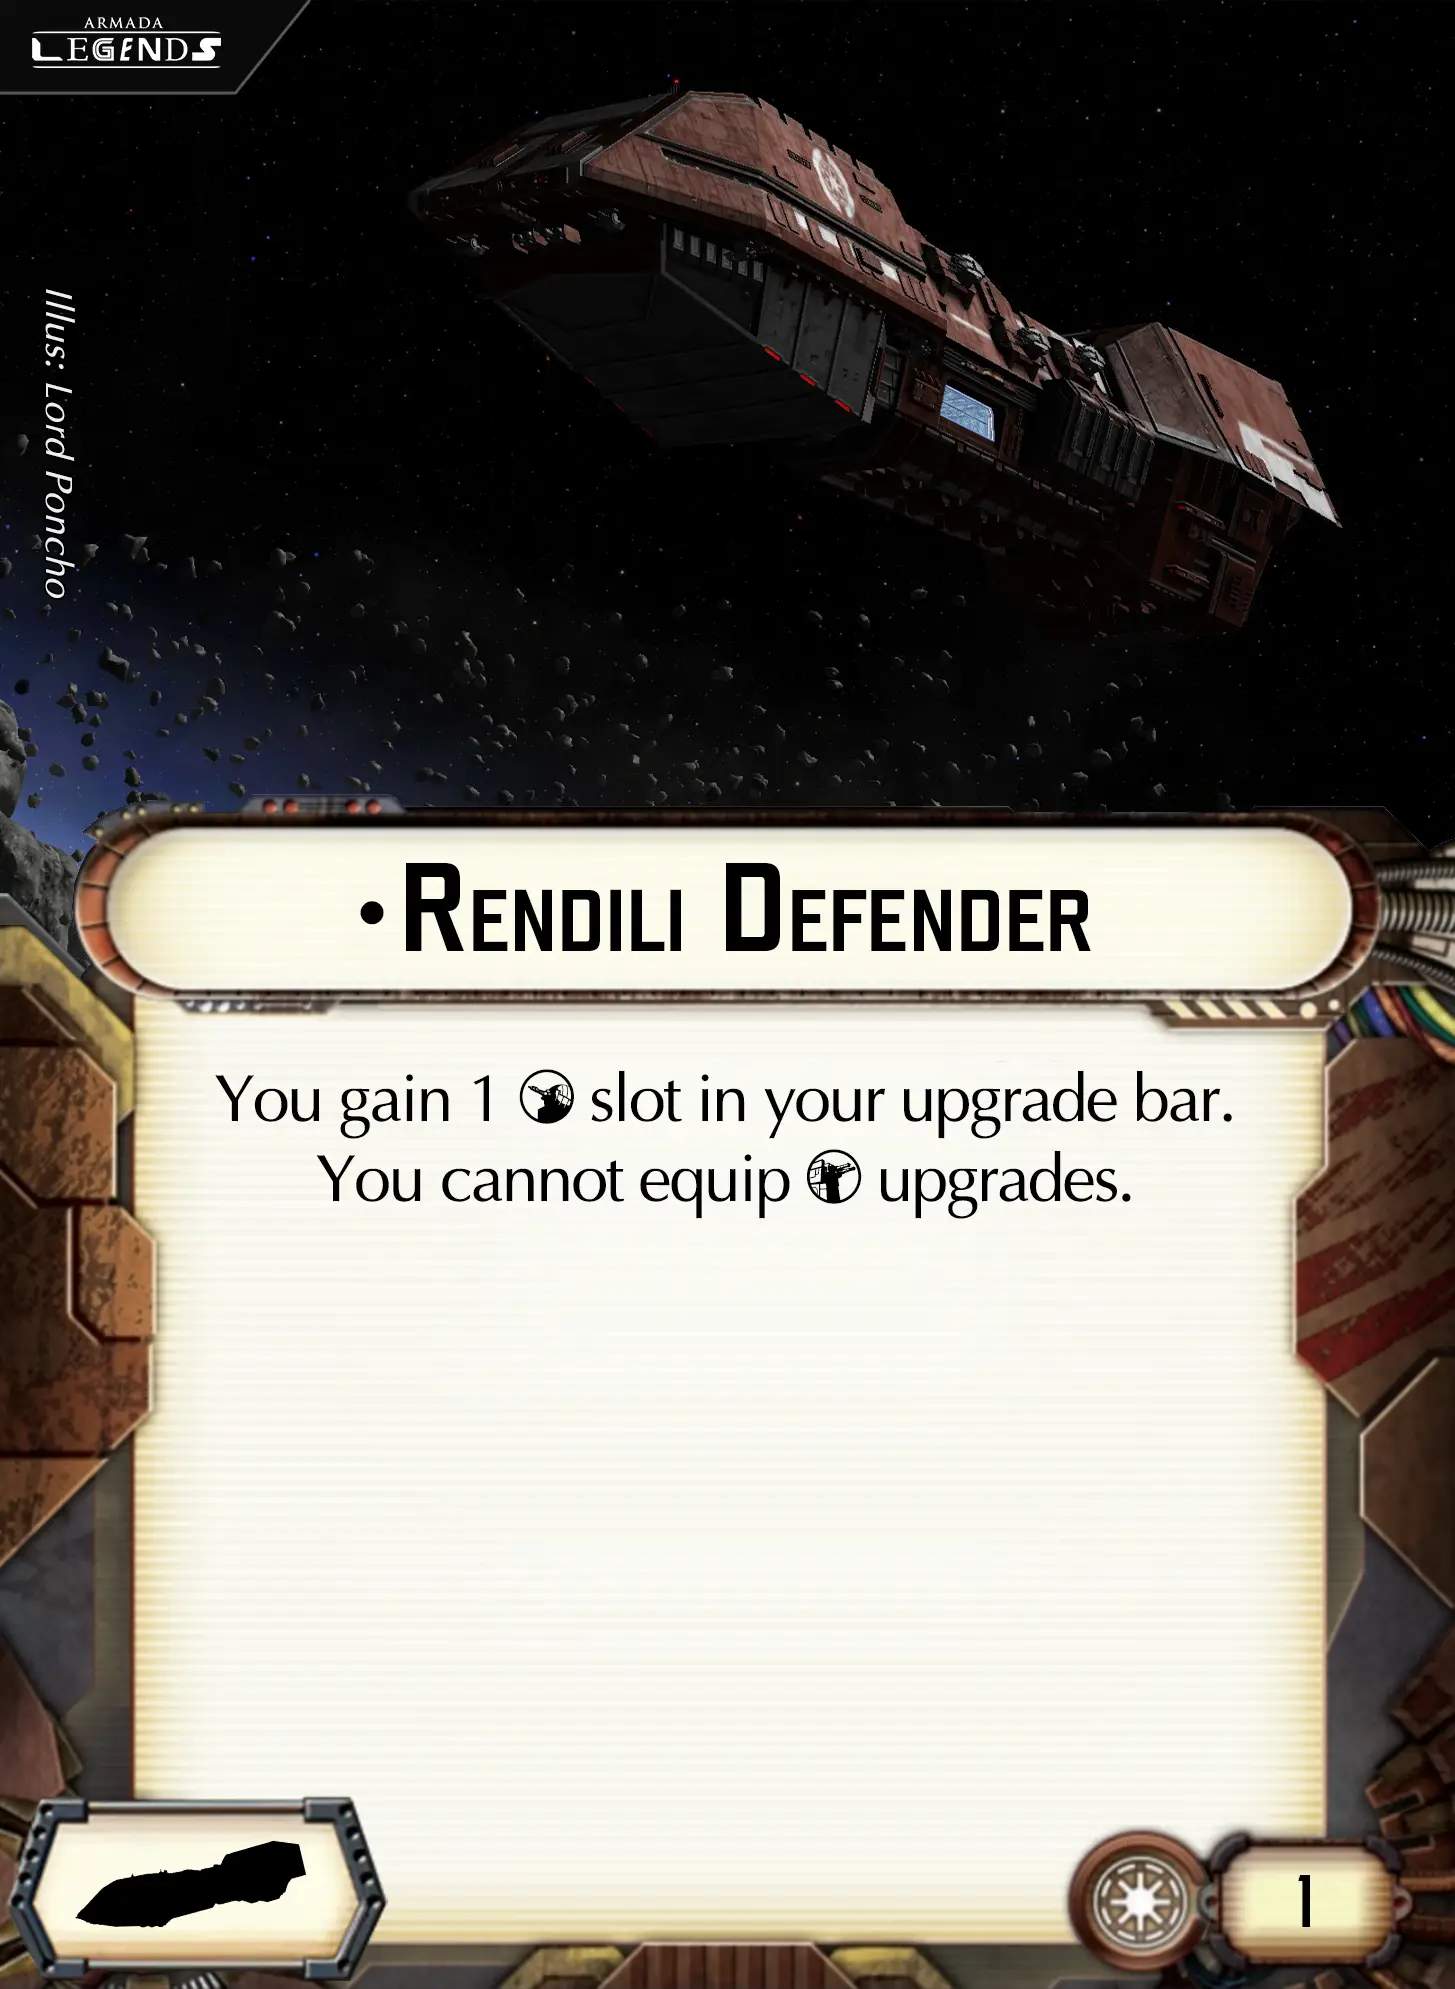 ARMADA
LEGENDS
Illus: Lord Poncho
• RENDILI DEFENDER
You gain 1 slot in your upgrade bar.
You cannot equip upgrades.
1